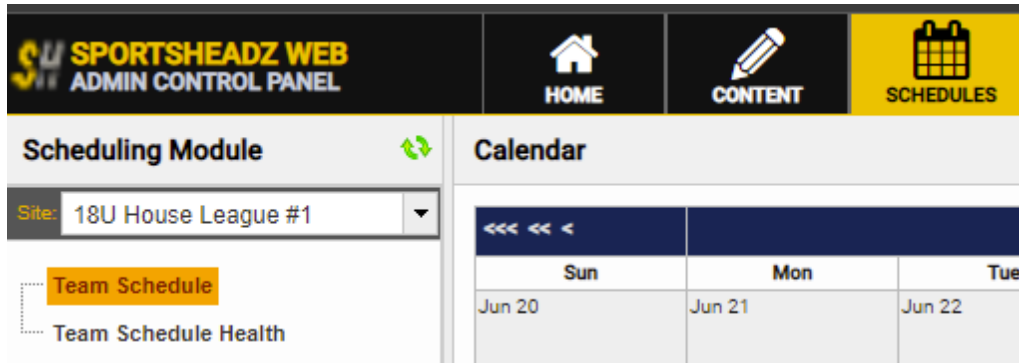 SH SPORTSHEADZ WEB
ADMIN CONTROL PANEL
HOME
CONTENT
SCHEDULES
Scheduling Module
Calendar
Site: 18U House League #1
<<< << <
Sun Mon Tue
Jun 20 Jun 21 Jun 22
Team Schedule
Team Schedule Health